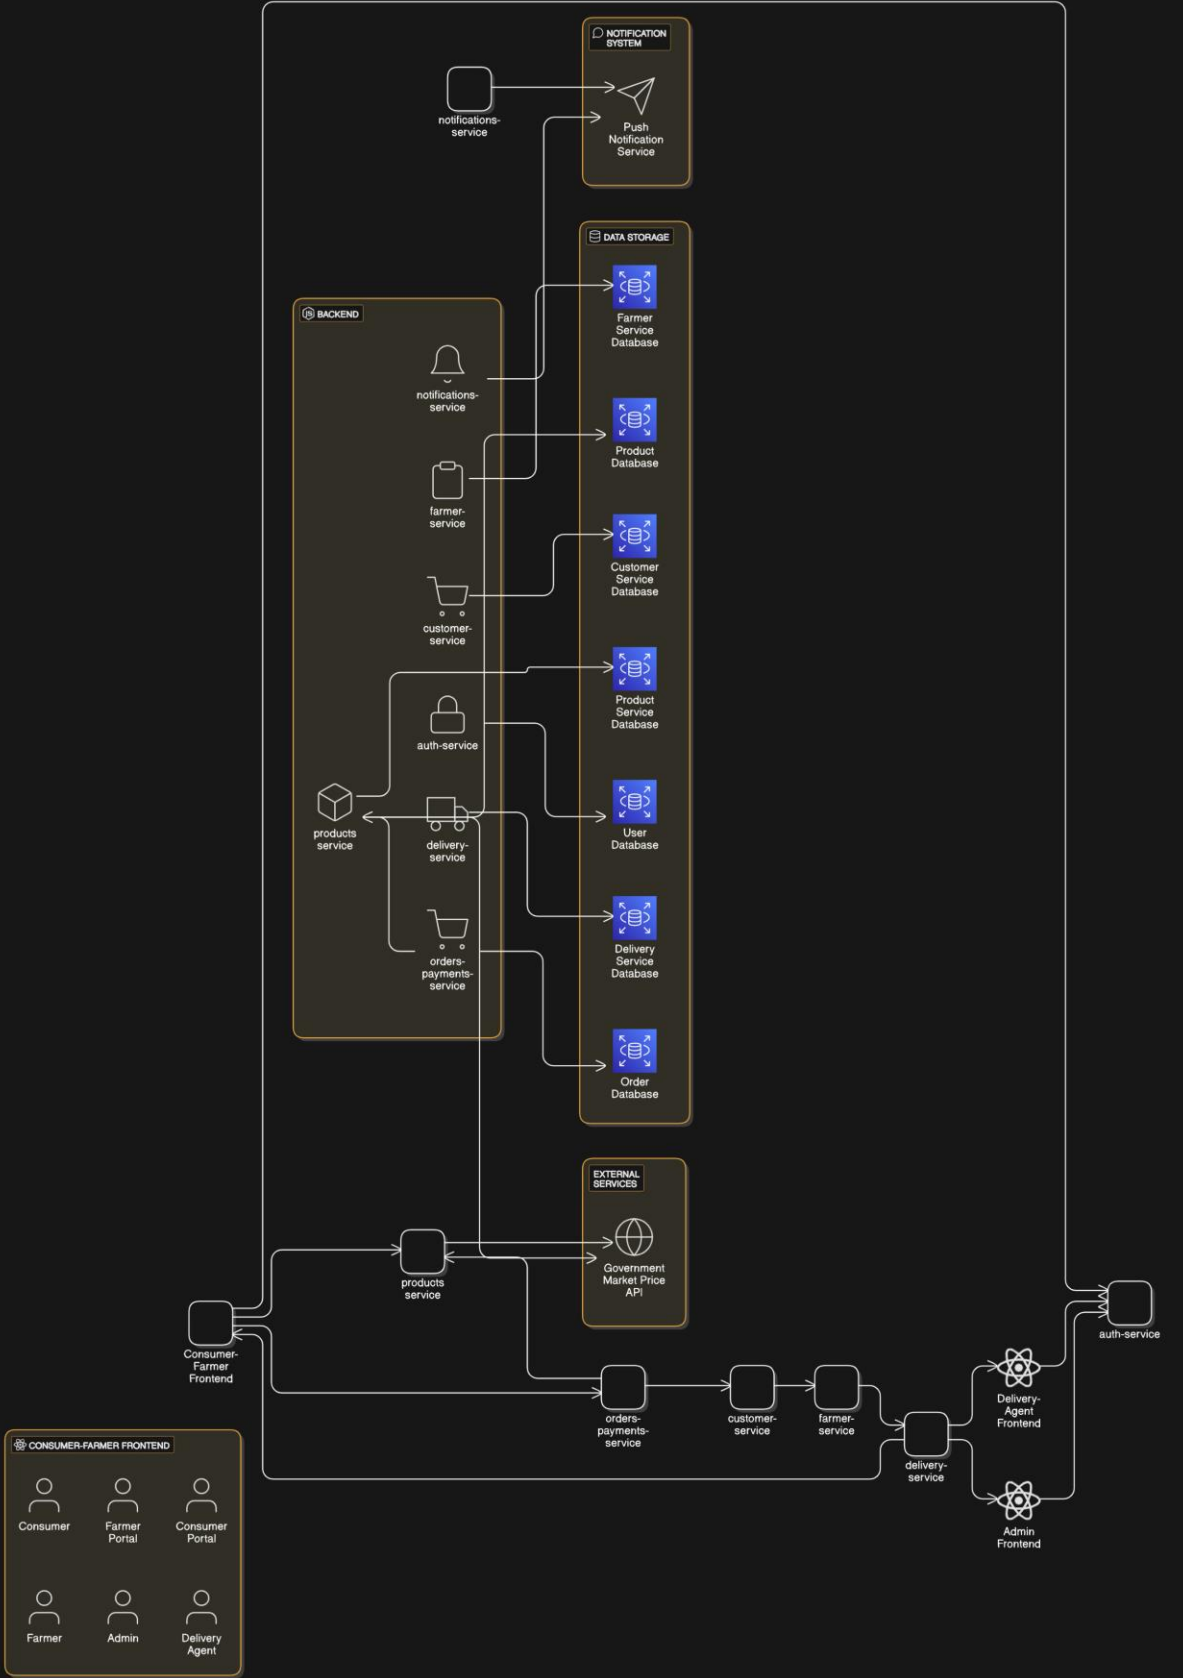 NOTIFICATION
SYSTEM
notifications-
service
Push
Notification
Service
DATA STORAGE
Farmer
Service
Database
BACKEND
notifications-
service
Product
Database
farmer-
service
Customer
Service
Database
customer-
service
Product
Service
Database
auth-service
User
Database
products
service
delivery-
service
Delivery
Service
Database
orders-
payments-
service
Order
Database
EXTERNAL
SERVICES
Government
Market Price
API
products
service
Consumer-
Farmer
Frontend
auth-service
orders-
payments-
service
customer-
service
farmer-
service
Delivery-
Agent
Frontend
delivery-
service
Admin
Frontend
CONSUMER-FARMER FRONTEND
Consumer
Farmer
Portal
Consumer
Portal
Farmer
Admin
Delivery
Agent